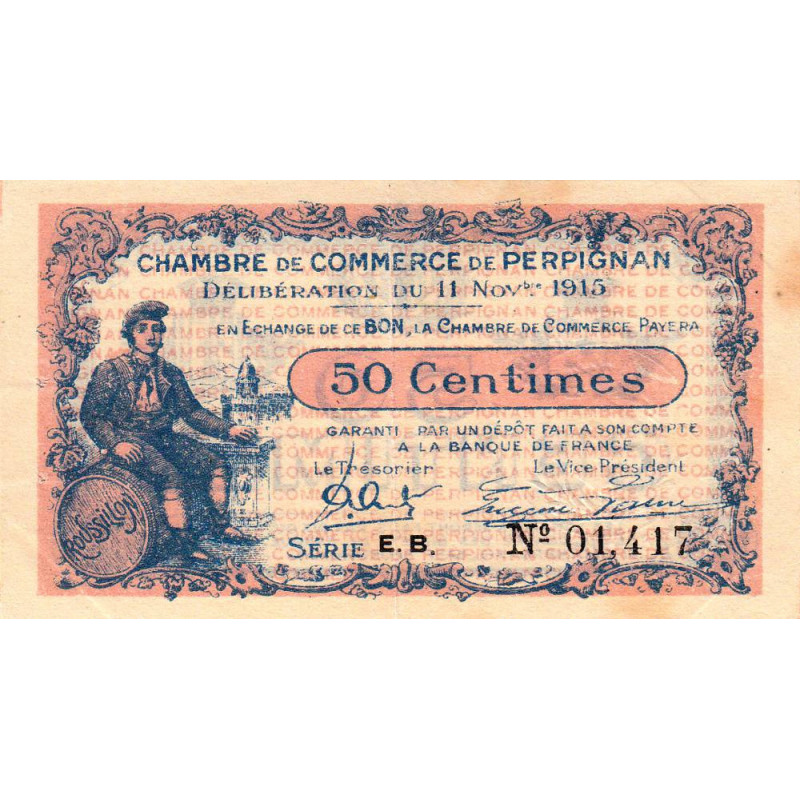 CHAMBRE DE COMMERCE DE PERPIGNAN
DÉLIBÉRATION DU 11 NOVbre 1915
EN ECHANGE DE CE BON, LA CHAMBRE DE COMMERCE PAYERA
50 Centimes
GARANTI PAR UN DÉPÔT FAIT A SON COMPTE
A LA BANQUE DE FRANCE
Le Trésorier Le Vice Président
ROUSSILLON
SÉRIE E. B. Nº 01,417